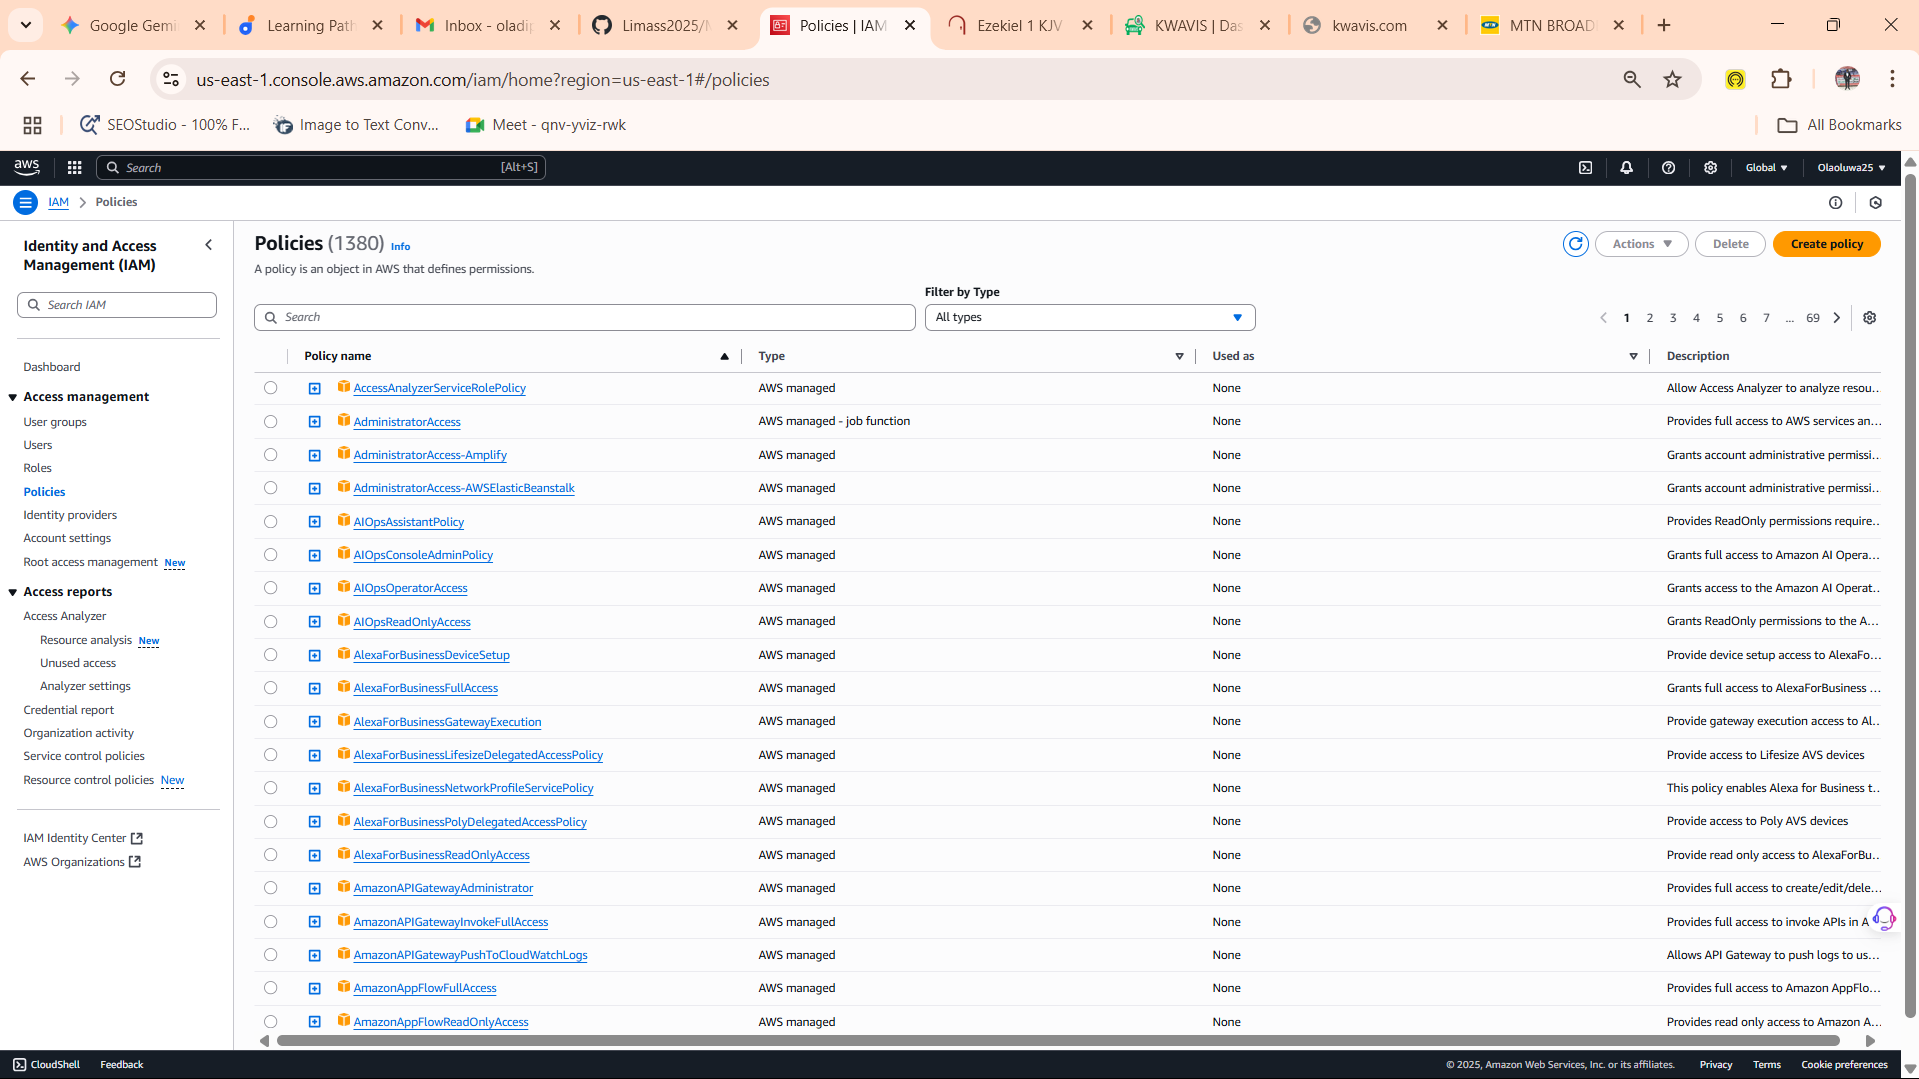 Google Gemi
Learning Path
Inbox - oladip
Limass2025/M
Policies | IAM
Ezekiel 1 KJV
KWAVIS | Das
kwavis.com
MTN BROADB
us-east-1.console.aws.amazon.com/iam/home?region=us-east-1#/policies
SEOStudio - 100% F...
Image to Text Conv...
Meet - qnv-yviz-rwk
All Bookmarks
aws
Search
[Alt+S]
Global
Olaoluwa25
IAM
Policies
Identity and Access Management (IAM)
Search IAM
Dashboard
Access management
User groups
Users
Roles
Policies
Identity providers
Account settings
Root access management New
Access reports
Access Analyzer
Resource analysis New
Unused access
Analyzer settings
Credential report
Organization activity
Service control policies
Resource control policies New
IAM Identity Center
AWS Organizations
Policies (1380) Info
A policy is an object in AWS that defines permissions.
Actions
Delete
Create policy
Filter by Type
Search
All types
1 2 3 4 5 6 7 ... 69
Policy name Type Used as Description
AccessAnalyzerServiceRolePolicy AWS managed None Allow Access Analyzer to analyze resou...
AdministratorAccess AWS managed - job function None Provides full access to AWS services an...
AdministratorAccess-Amplify AWS managed None Grants account administrative permissi...
AdministratorAccess-AWSElasticBeanstalk AWS managed None Grants account administrative permissi...
AIOpsAssistantPolicy AWS managed None Provides ReadOnly permissions require...
AIOpsConsoleAdminPolicy AWS managed None Grants full access to Amazon AI Opera...
AIOpsOperatorAccess AWS managed None Grants access to the Amazon AI Operat...
AIOpsReadOnlyAccess AWS managed None Grants ReadOnly permissions to the A...
AlexaForBusinessDeviceSetup AWS managed None Provide device setup access to AlexaFo...
AlexaForBusinessFullAccess AWS managed None Grants full access to AlexaForBusiness ...
AlexaForBusinessGatewayExecution AWS managed None Provide gateway execution access to Al...
AlexaForBusinessLifesizeDelegatedAccessPolicy AWS managed None Provide access to Lifesize AVS devices
AlexaForBusinessNetworkProfileServicePolicy AWS managed None This policy enables Alexa for Business t...
AlexaForBusinessPolyDelegatedAccessPolicy AWS managed None Provide access to Poly AVS devices
AlexaForBusinessReadOnlyAccess AWS managed None Provide read only access to AlexaForBu...
AmazonAPIGatewayAdministrator AWS managed None Provides full access to create/edit/dele...
AmazonAPIGatewayInvokeFullAccess AWS managed None Provides full access to invoke APIs in A
AmazonAPIGatewayPushToCloudWatchLogs AWS managed None Allows API Gateway to push logs to us...
AmazonAppFlowFullAccess AWS managed None Provides full access to Amazon AppFlo...
AmazonAppFlowReadOnlyAccess AWS managed None Provides read only access to Amazon A...
CloudShell
Feedback
© 2025, Amazon Web Services, Inc. or its affiliates.
Privacy
Terms
Cookie preferences